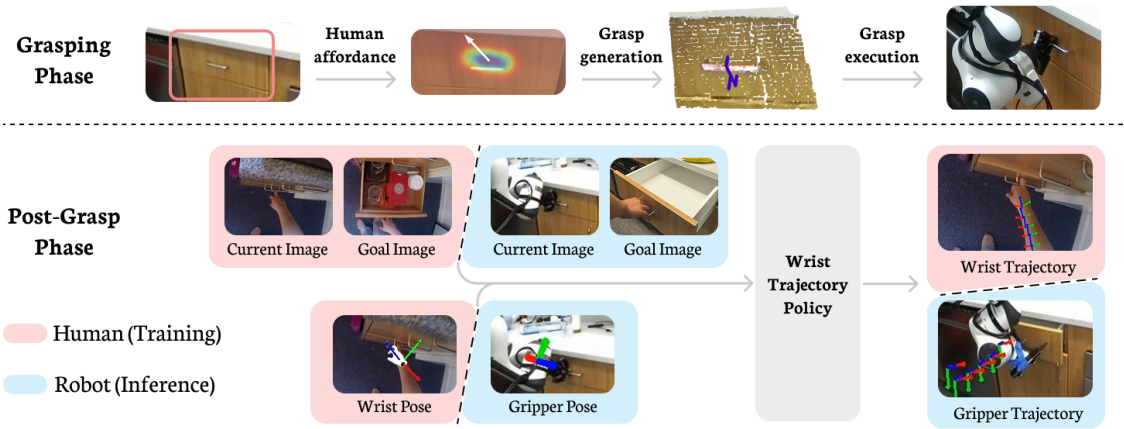 Grasping
Phase
Human
affordance
Grasp
generation
Grasp
execution
Post-Grasp
Phase
Current Image
Goal Image
Current Image
Goal Image
Wrist
Trajectory
Policy
Wrist Trajectory
Human (Training)
Robot (Inference)
Wrist Pose
Gripper Pose
Gripper Trajectory